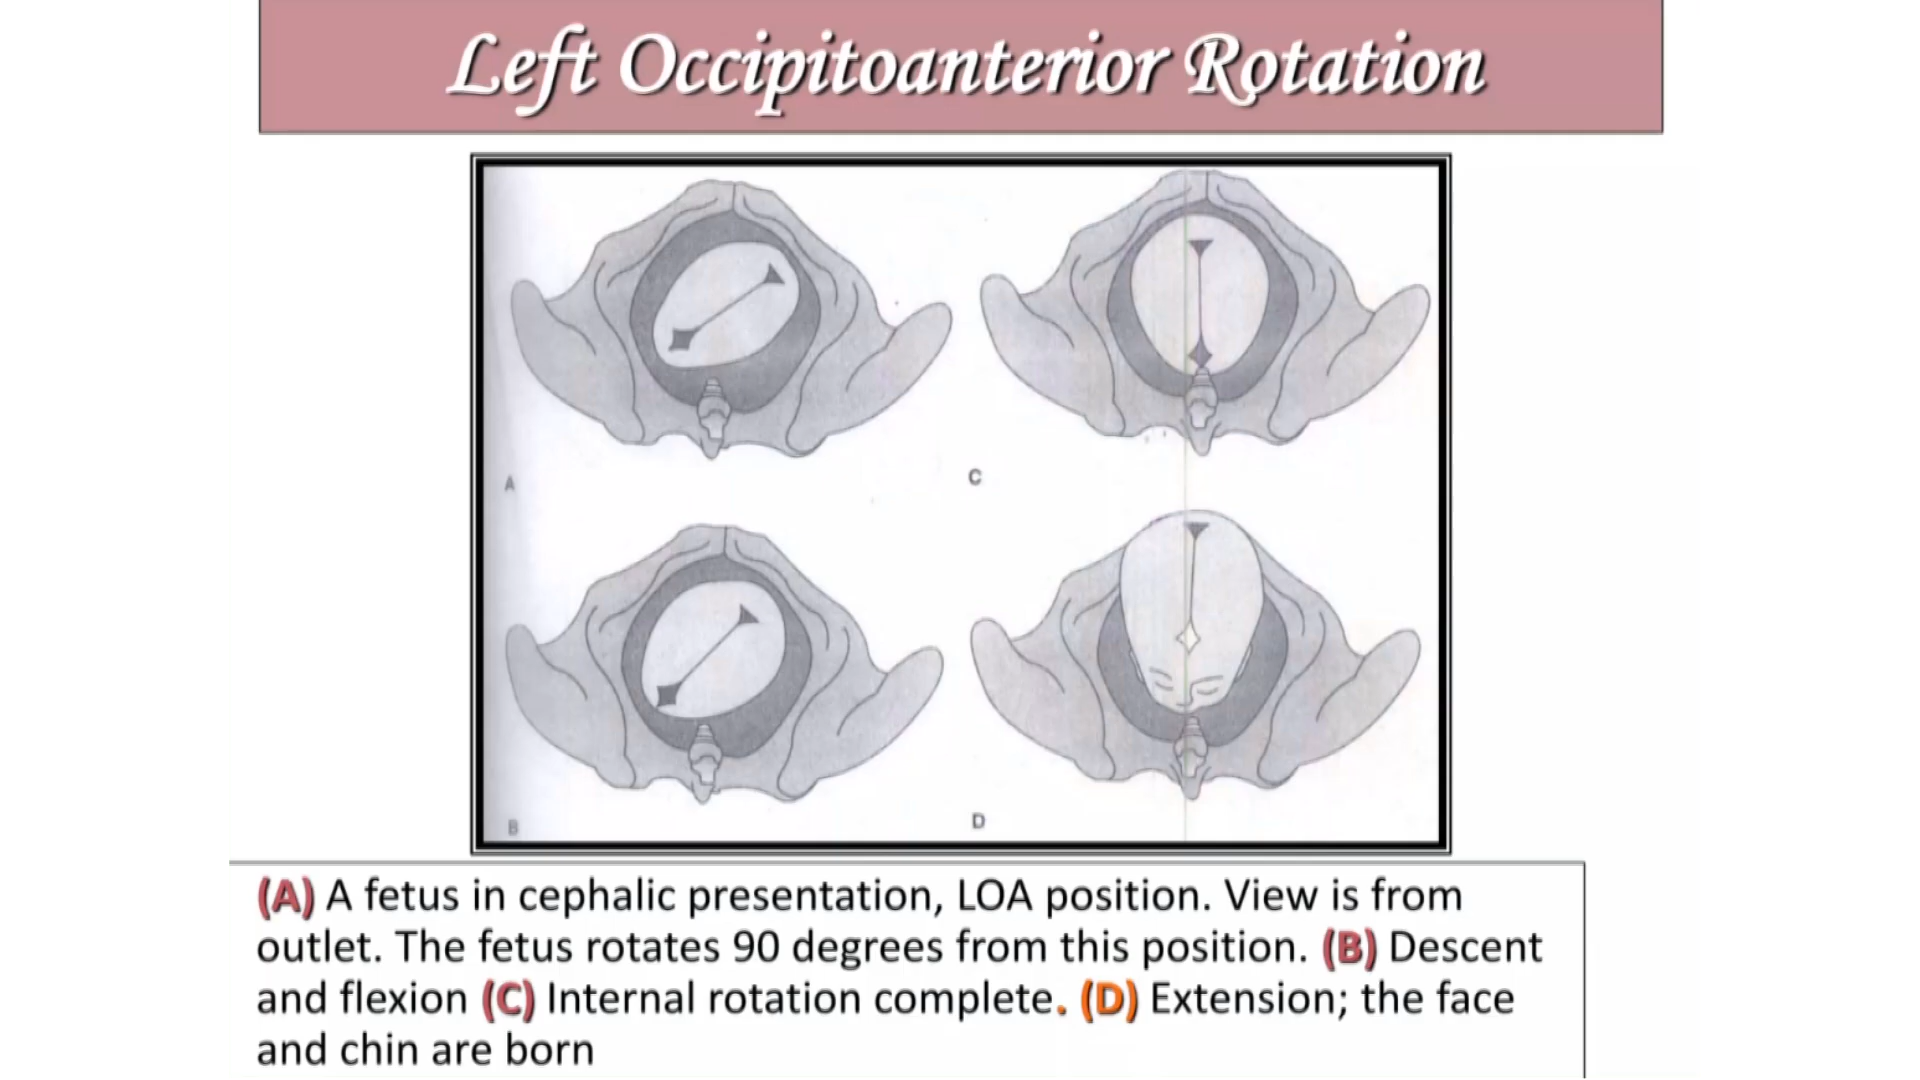 Left Occipitoanterior Rotation
A
C
B
D
(A) A fetus in cephalic presentation, LOA position. View is from
outlet. The fetus rotates 90 degrees from this position. (B) Descent
and flexion (C) Internal rotation complete. (D) Extension; the face
and chin are born